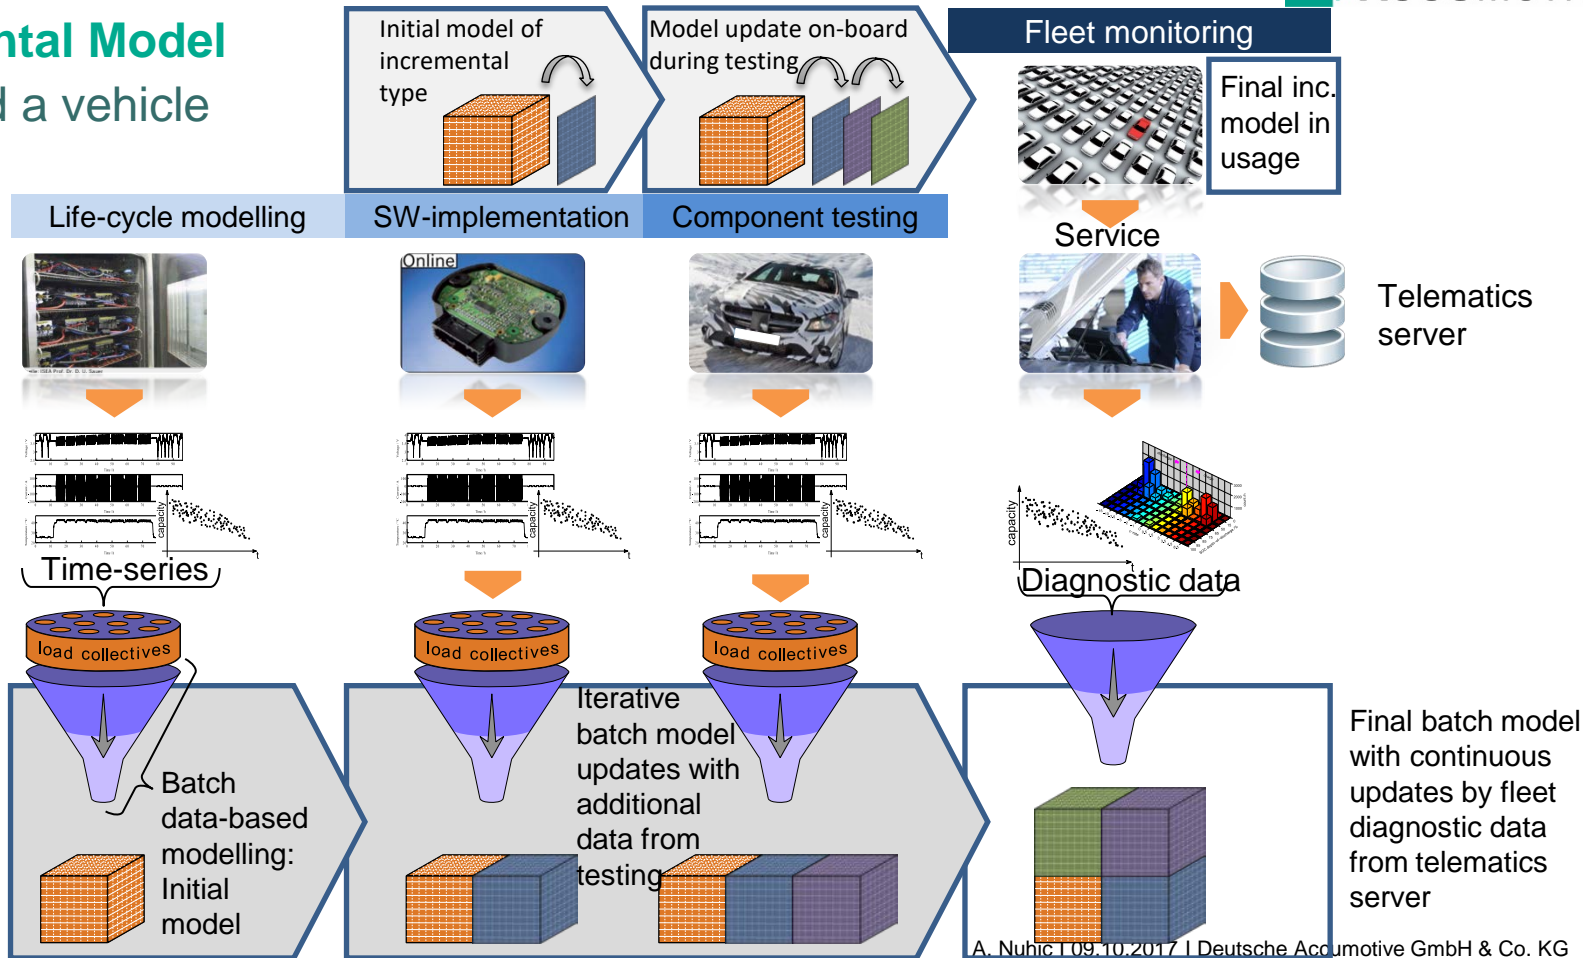 ntal Model
d a vehicle
Initial model of
incremental
type
Model update on-board
during testing
Fleet monitoring
Final inc.
model in
usage
Life-cycle modelling
SW-implementation
Component testing
Service
Online
Telematics
server
capacity
t
capacity
t
capacity
t
capacity
t
Time-series
Diagnostic data
load collectives
load collectives
load collectives
Batch
data-based
modelling:
Initial
model
Iterative
batch model
updates with
additional
data from
testing
Final batch model
with continuous
updates by fleet
diagnostic data
from telematics
server
A. Nuhic I 09.10.2017 I Deutsche Accumotive GmbH & Co. KG